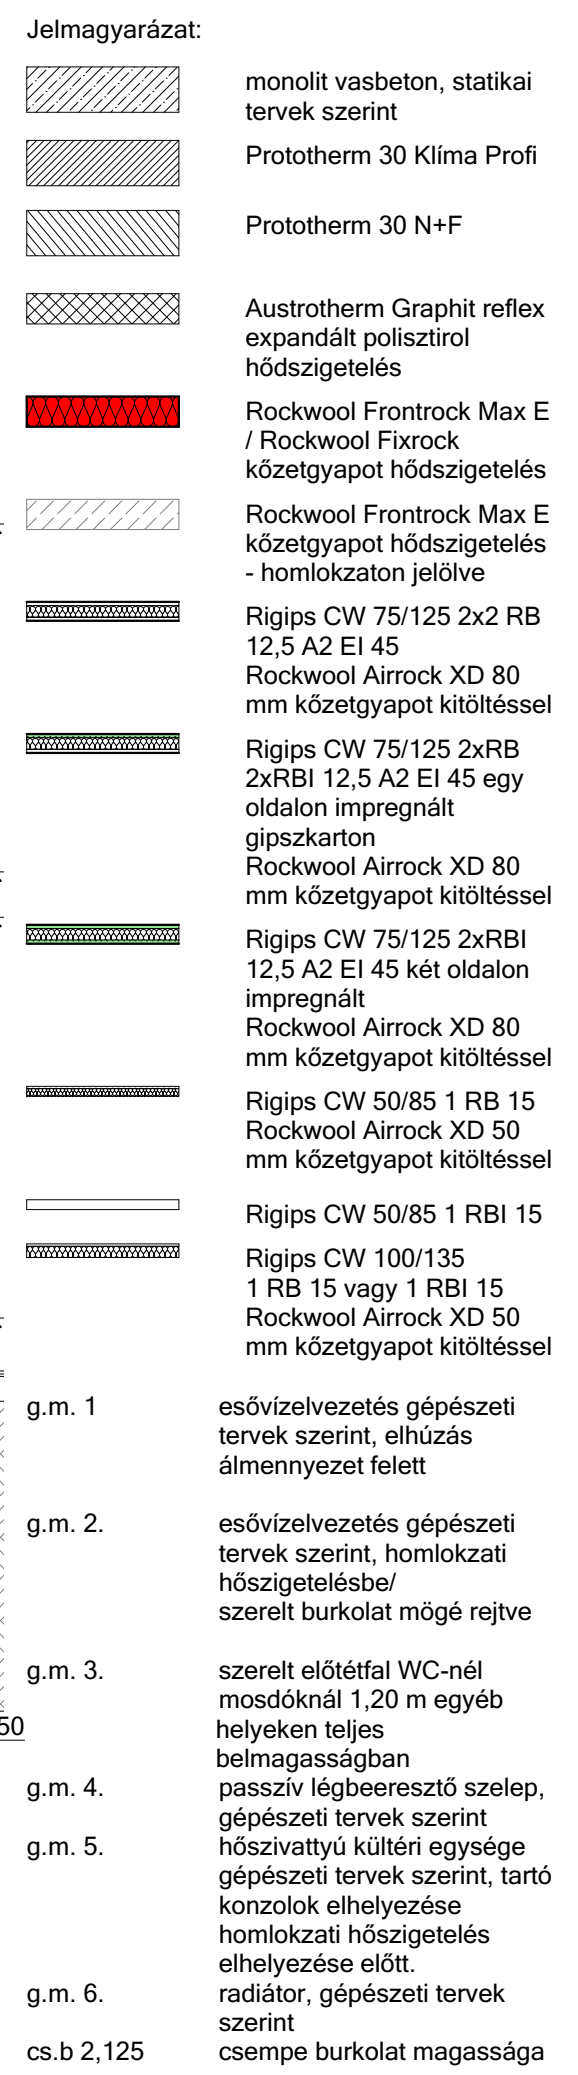 Jelmagyarázat:
monolit vasbeton, statikai
tervek szerint
Prototherm 30 Klíma Profi
Prototherm 30 N+F
Austrotherm Graphit reflex
expandált polisztirol
hődszigetelés
Rockwool Frontrock Max E
/ Rockwool Fixrock
kőzetgyapot hődszigetelés
Rockwool Frontrock Max E
kőzetgyapot hődszigetelés
- homlokzaton jelölve
Rigips CW 75/125 2x2 RB
12,5 A2 EI 45
Rockwool Airrock XD 80
mm kőzetgyapot kitöltéssel
Rigips CW 75/125 2xRB
2xRBI 12,5 A2 EI 45 egy
oldalon impregnált
gipszkarton
Rockwool Airrock XD 80
mm kőzetgyapot kitöltéssel
Rigips CW 75/125 2xRBI
12,5 A2 EI 45 két oldalon
impregnált
Rockwool Airrock XD 80
mm kőzetgyapot kitöltéssel
Rigips CW 50/85 1 RB 15
Rockwool Airrock XD 50
mm kőzetgyapot kitöltéssel
Rigips CW 50/85 1 RBI 15
Rigips CW 100/135
1 RB 15 vagy 1 RBI 15
Rockwool Airrock XD 50
mm kőzetgyapot kitöltéssel
g.m. 1 esővízelvezetés gépészeti
tervek szerint, elhúzás
álmennyezet felett
g.m. 2. esővízelvezetés gépészeti
tervek szerint, homlokzati
hőszigetelésbe/
szerelt burkolat mögé rejtve
g.m. 3. szerelt előtétfal WC-nél
mosdóknál 1,20 m egyéb
50 helyeken teljes
belmagasságban
g.m. 4. passzív légbeeresztő szelep,
gépészeti tervek szerint
g.m. 5. hőszivattyú kültéri egysége
gépészeti tervek szerint, tartó
konzolok elhelyezése
homlokzati hőszigetelés
elhelyezése előtt.
g.m. 6. radiátor, gépészeti tervek
szerint
cs.b 2,125 csempe burkolat magassága